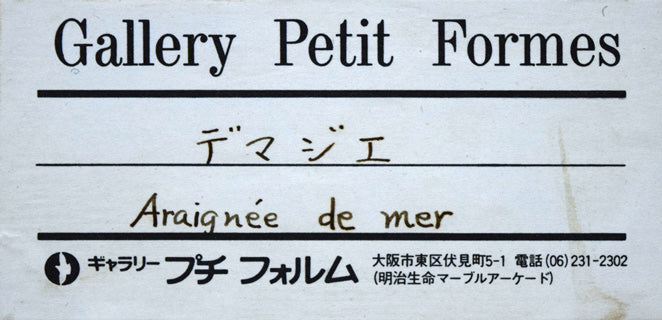 Gallery Petit Formes
デマジエ
Araignée de mer
ギャラリー プチ フォルム 大阪市東区伏見町5-1 電話(06)231-2302
(明治生命マーブルアーケード)